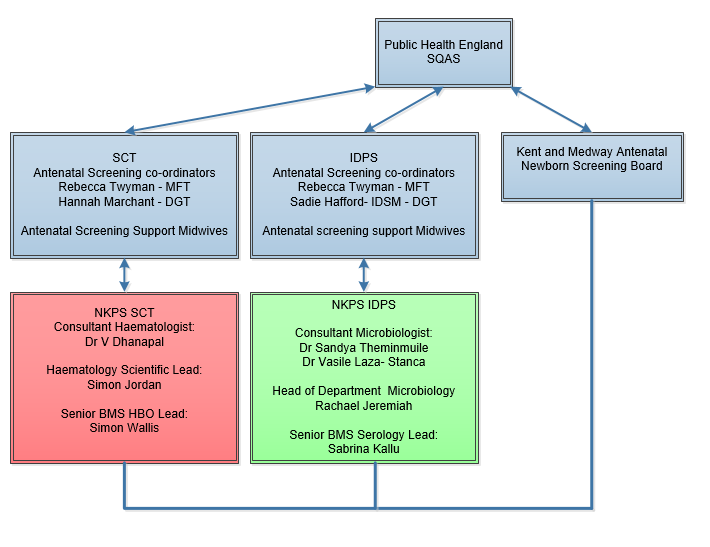 Public Health England
SQAS
SCT
Antenatal Screening co-ordinators
Rebecca Twyman - MFT
Hannah Marchant - DGT
Antenatal Screening Support Midwives
IDPS
Antenatal Screening co-ordinators
Rebecca Twyman - MFT
Sadie Hafford- IDSM - DGT
Antenatal screening support Midwives
Kent and Medway Antenatal
Newborn Screening Board
NKPS SCT
Consultant Haematologist:
Dr V Dhanapal
Haematology Scientific Lead:
Simon Jordan
Senior BMS HBO Lead:
Simon Wallis
NKPS IDPS
Consultant Microbiologist:
Dr Sandya Theminmuile
Dr Vasile Laza- Stanca
Head of Department  Microbiology
Rachael Jeremiah
Senior BMS Serology Lead:
Sabrina Kallu